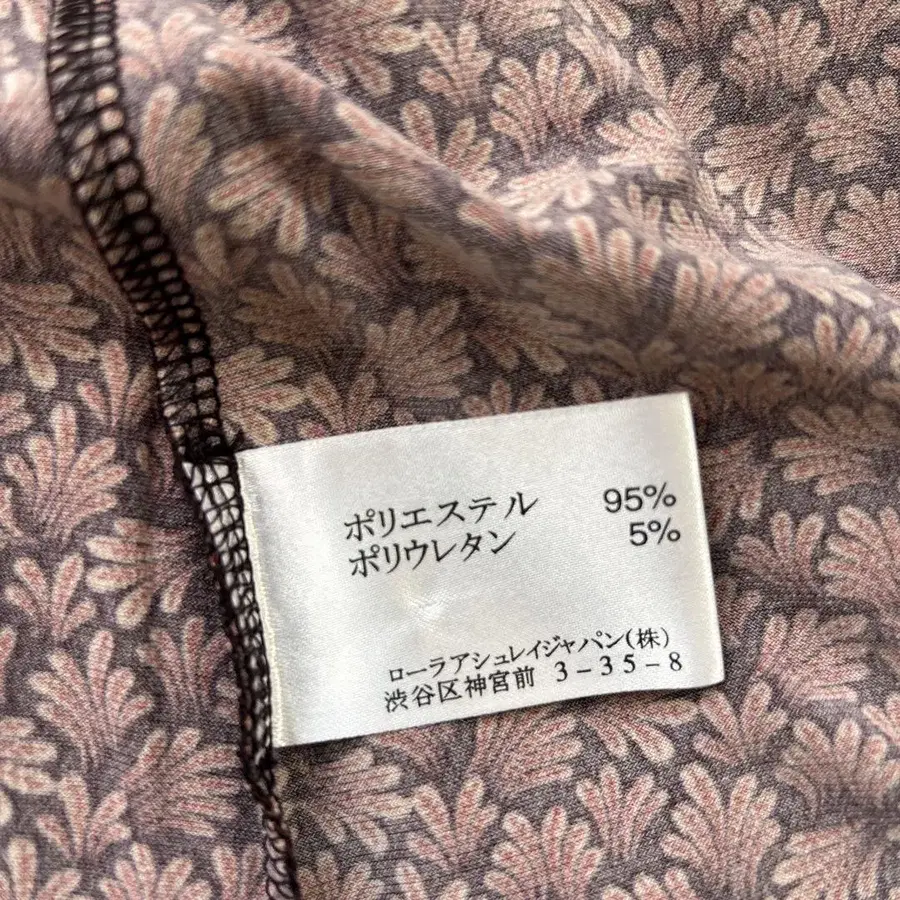 ポリエステル 95%
ポリウレタン 5%
ローラアシュレイジャパン(株)
渋谷区神宮前 3-35-8